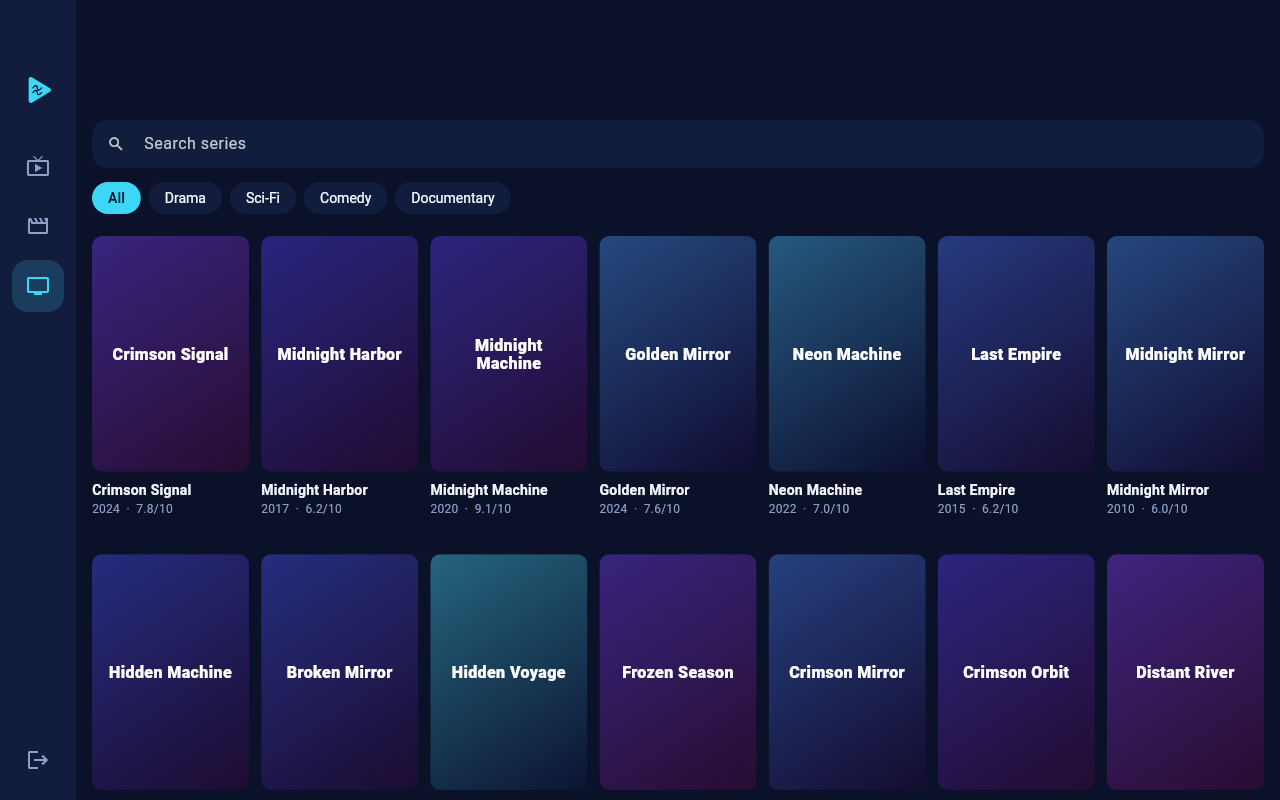 Search series
All
Drama
Sci-Fi
Comedy
Documentary
Crimson Signal
Midnight Harbor
Midnight
Machine
Golden Mirror
Neon Machine
Last Empire
Midnight Mirror
Crimson Signal
2024 · 7.8/10
Midnight Harbor
2017 · 6.2/10
Midnight Machine
2020 · 9.1/10
Golden Mirror
2024 · 7.6/10
Neon Machine
2022 · 7.0/10
Last Empire
2015 · 6.2/10
Midnight Mirror
2010 · 6.0/10
Hidden Machine
Broken Mirror
Hidden Voyage
Frozen Season
Crimson Mirror
Crimson Orbit
Distant River